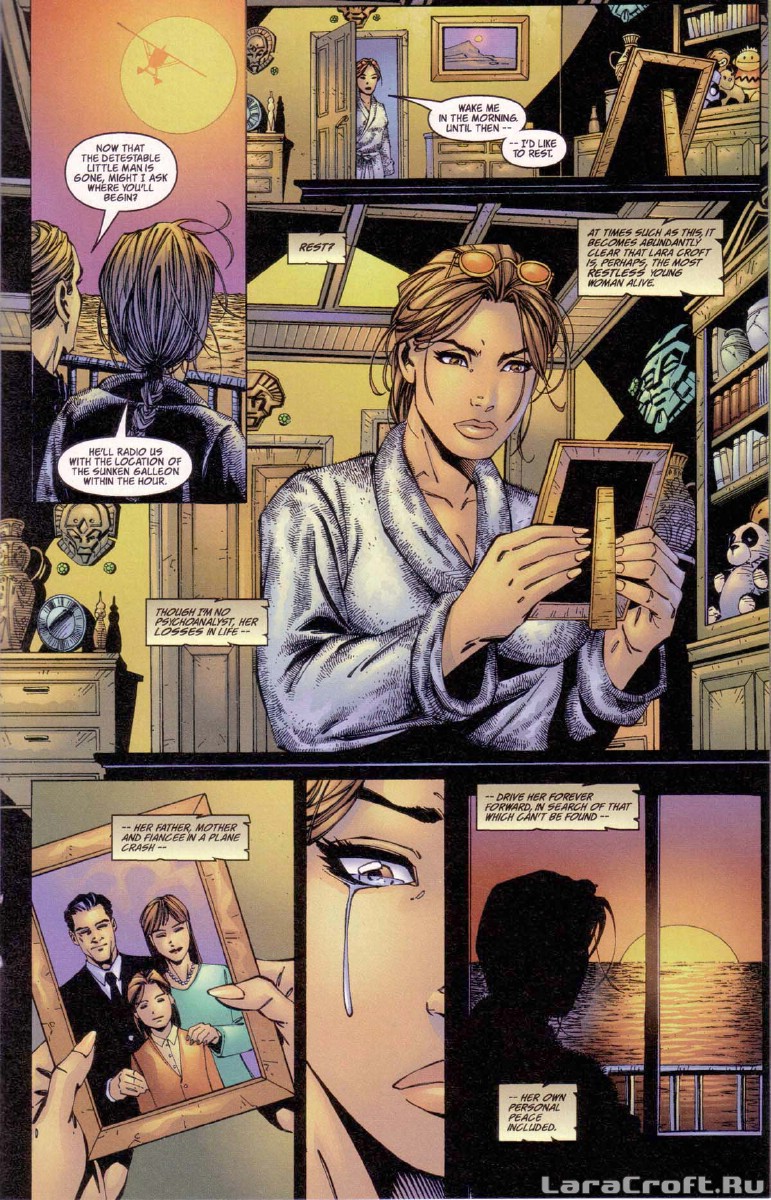 NOW THAT
THE DETESTABLE
LITTLE MAN IS
GONE, MIGHT I ASK
WHERE YOU'LL
BEGIN?
HE'LL RADIO US
WITH THE LOCATION OF
THE SUNKEN GALLEON
WITHIN THE HOUR.
WAKE ME
IN THE MORNING.
UNTIL THEN --
-- I'D LIKE
TO REST.
REST?
AT TIMES SUCH AS THIS, IT
BECOMES ABUNDANTLY
CLEAR THAT LARA CROFT
IS, PERHAPS, THE MOST
RESTLESS YOUNG
WOMAN ALIVE.
THOUGH I'M NO
PSYCHOANALYST, HER
LOSSES IN LIFE --
-- HER FATHER, MOTHER
AND FIANCEE IN A PLANE
CRASH --
-- DRIVE HER FOREVER
FORWARD, IN SEARCH OF THAT
WHICH CAN'T BE FOUND --
-- HER OWN
PERSONAL
PEACE
INCLUDED.
LaraCroft.Ru